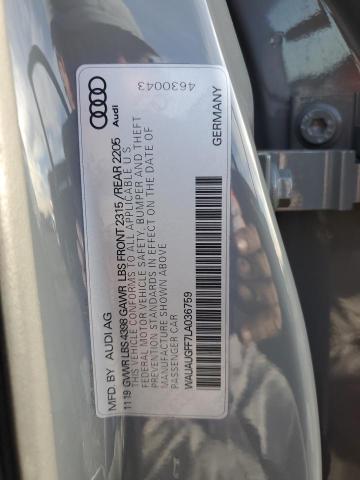 MFD. BY AUDI AG
11.19 GVWR LBS 4398 GAWR LBS FRONT 2315 / REAR 2205
THIS VEHICLE CONFORMS TO ALL APPLICABLE U.S.
FEDERAL MOTOR VEHICLE SAFETY, BUMPER AND THEFT
PREVENTION STANDARDS IN EFFECT ON THE DATE OF
MANUFACTURE SHOWN ABOVE
PASSENGER CAR
WAUAUGFF7LA036759
GERMANY
Audi
4630043